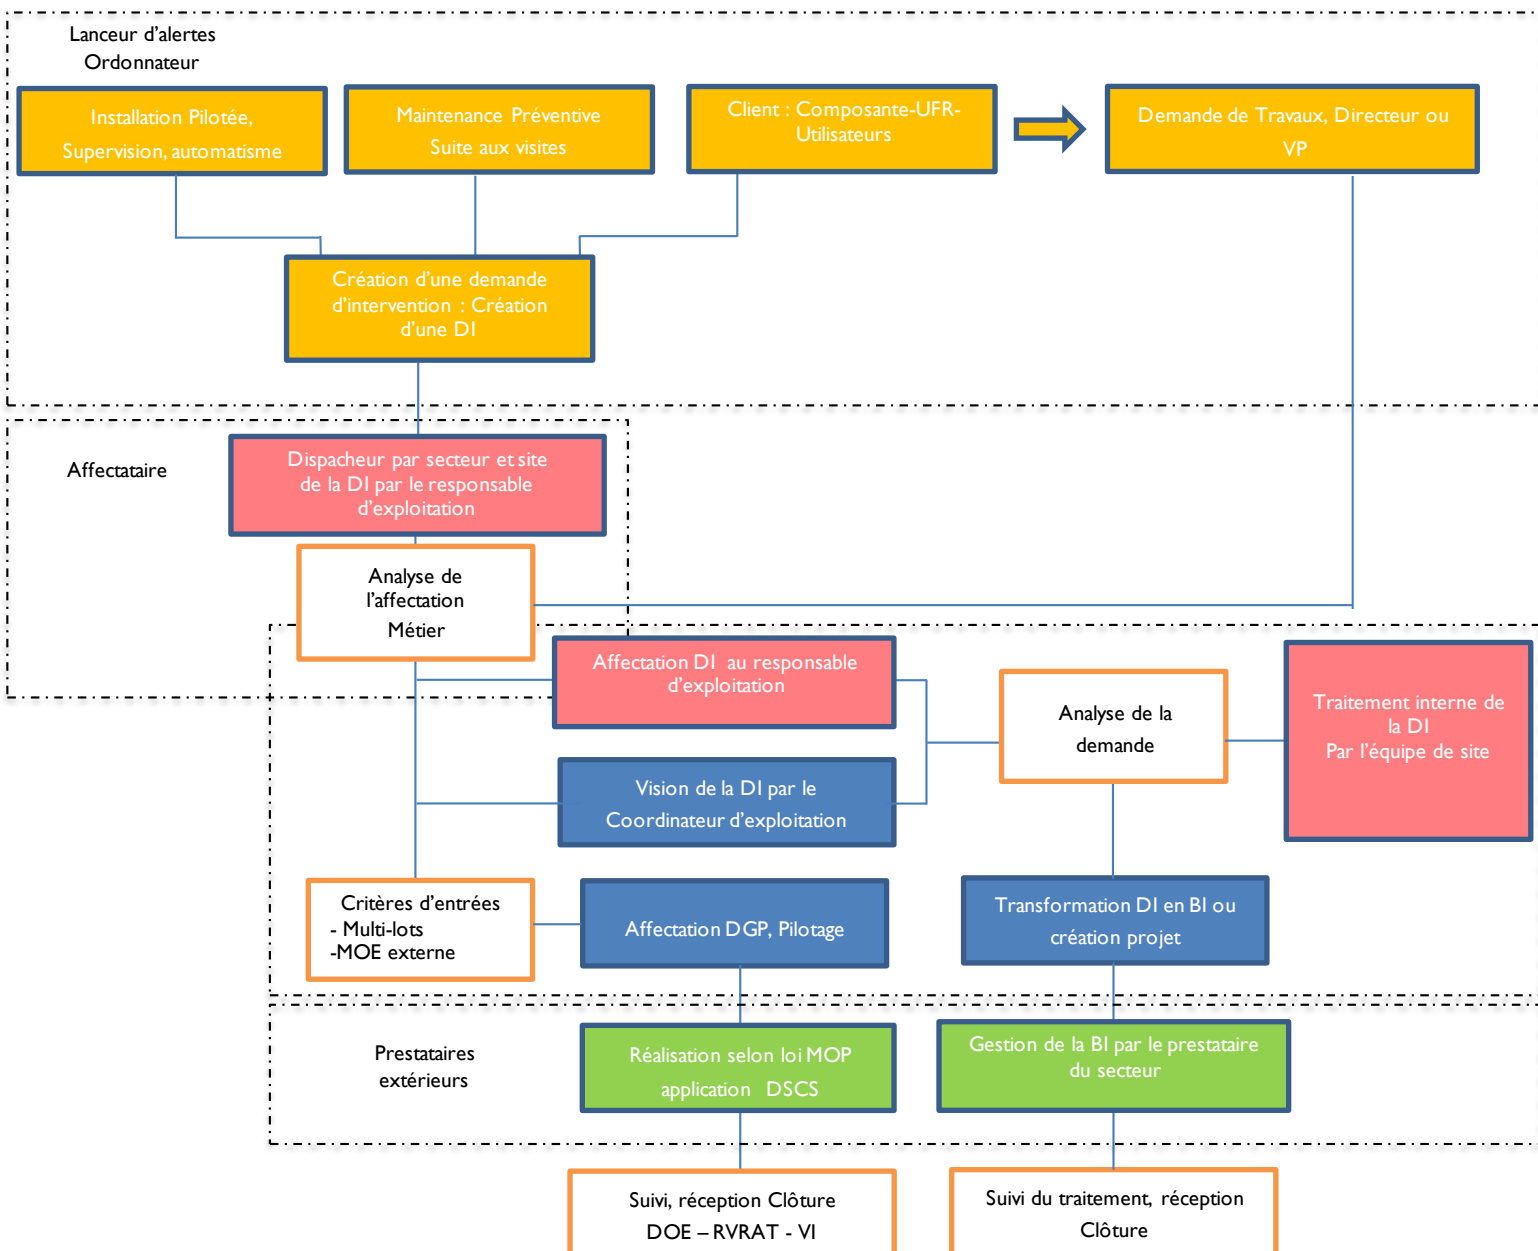 Lanceur d'alertes
Ordonnateur
Installation Pilotée,
Supervision, automatisme
Maintenance Préventive
Suite aux visites
Client : Composante-UFR-
Utilisateurs
Demande de Travaux, Directeur ou
VP
Création d'une demande
d'intervention : Création
d'une DI
Affectataire
Dispacheur par secteur et site
de la DI par le responsable
d'exploitation
Analyse de
l'affectation
Métier
Affectation DI au responsable
d'exploitation
Analyse de la
demande
Traitement interne de
la DI
Par l'équipe de site
Vision de la DI par le
Coordinateur d'exploitation
Critères d'entrées
- Multi-lots
-MOE externe
Affectation DGP, Pilotage
Transformation DI en BI ou
création projet
Prestataires
extérieurs
Réalisation selon loi MOP
application DSCS
Gestion de la BI par le prestataire
du secteur
Suivi, réception Clôture
DOE – RVRAT - VI
Suivi du traitement, réception
Clôture